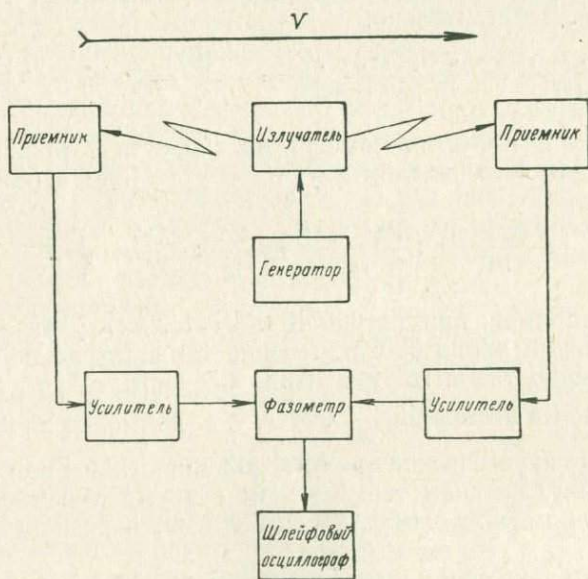 V
Приемник
Излучатель
Приемник
Генератор
Усилитель
Фазометр
Усилитель
Шлейфовый
осциллограф